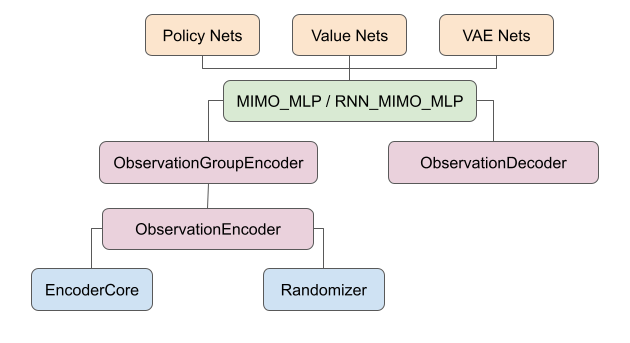 Policy Nets
Value Nets
VAE Nets
MIMO_MLP / RNN_MIMO_MLP
ObservationGroupEncoder
ObservationDecoder
ObservationEncoder
EncoderCore
Randomizer